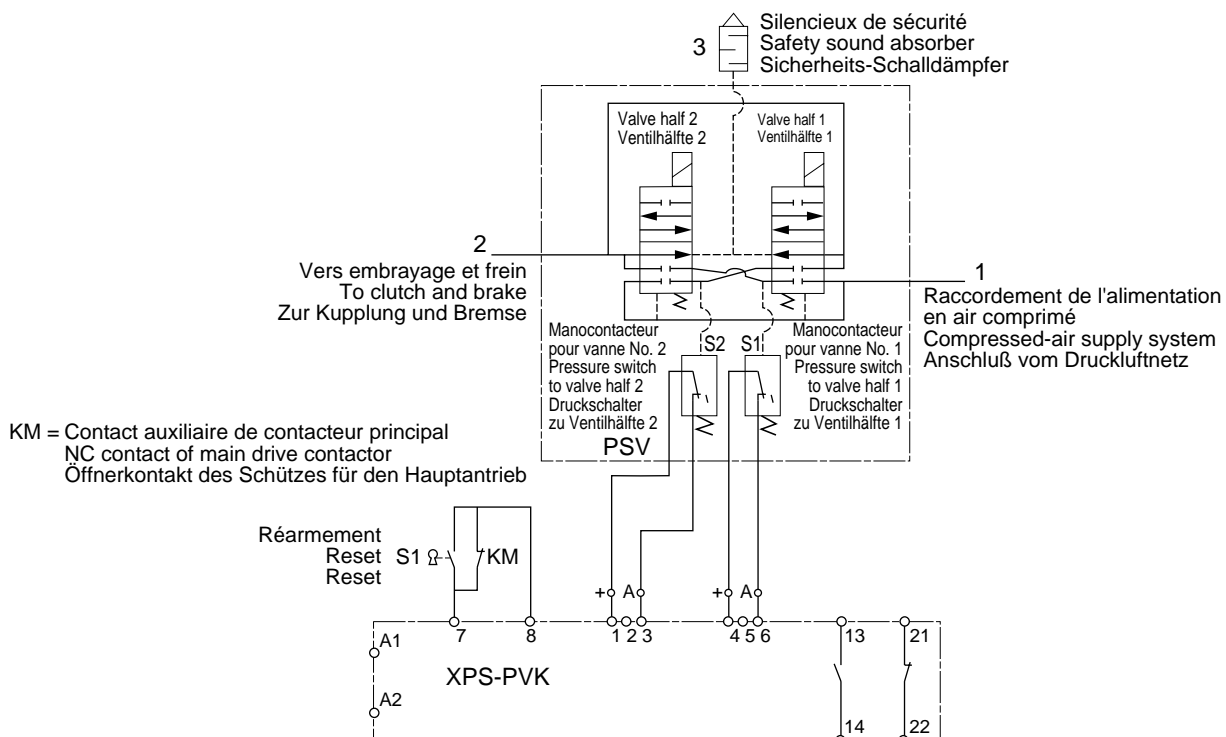 Silencieux de sécurité
3 Safety sound absorber
Sicherheits-Schalldämpfer
Valve half 2
Ventilhälfte 2
Valve half 1
Ventilhälfte 1
2
Vers embrayage et frein
To clutch and brake
Zur Kupplung und Bremse
1
Raccordement de l'alimentation
en air comprimé
Compressed-air supply system
Anschluß vom Druckluftnetz
Manocontacteur
pour vanne No. 2
Pressure switch
to valve half 2
Druckschalter
zu Ventilhälfte 2
S2 S1
Manocontacteur
pour vanne No. 1
Pressure switch
to valve half 1
Druckschalter
zu Ventilhälfte 1
PSV
KM = Contact auxiliaire de contacteur principal
NC contact of main drive contactor
Öffnerkontakt des Schützes für den Hauptantrieb
Réarmement
Reset S1 KM
Reset
+ A + A
7 8 1 2 3 4 5 6 13 21
A1
XPS-PVK
A2
14 22